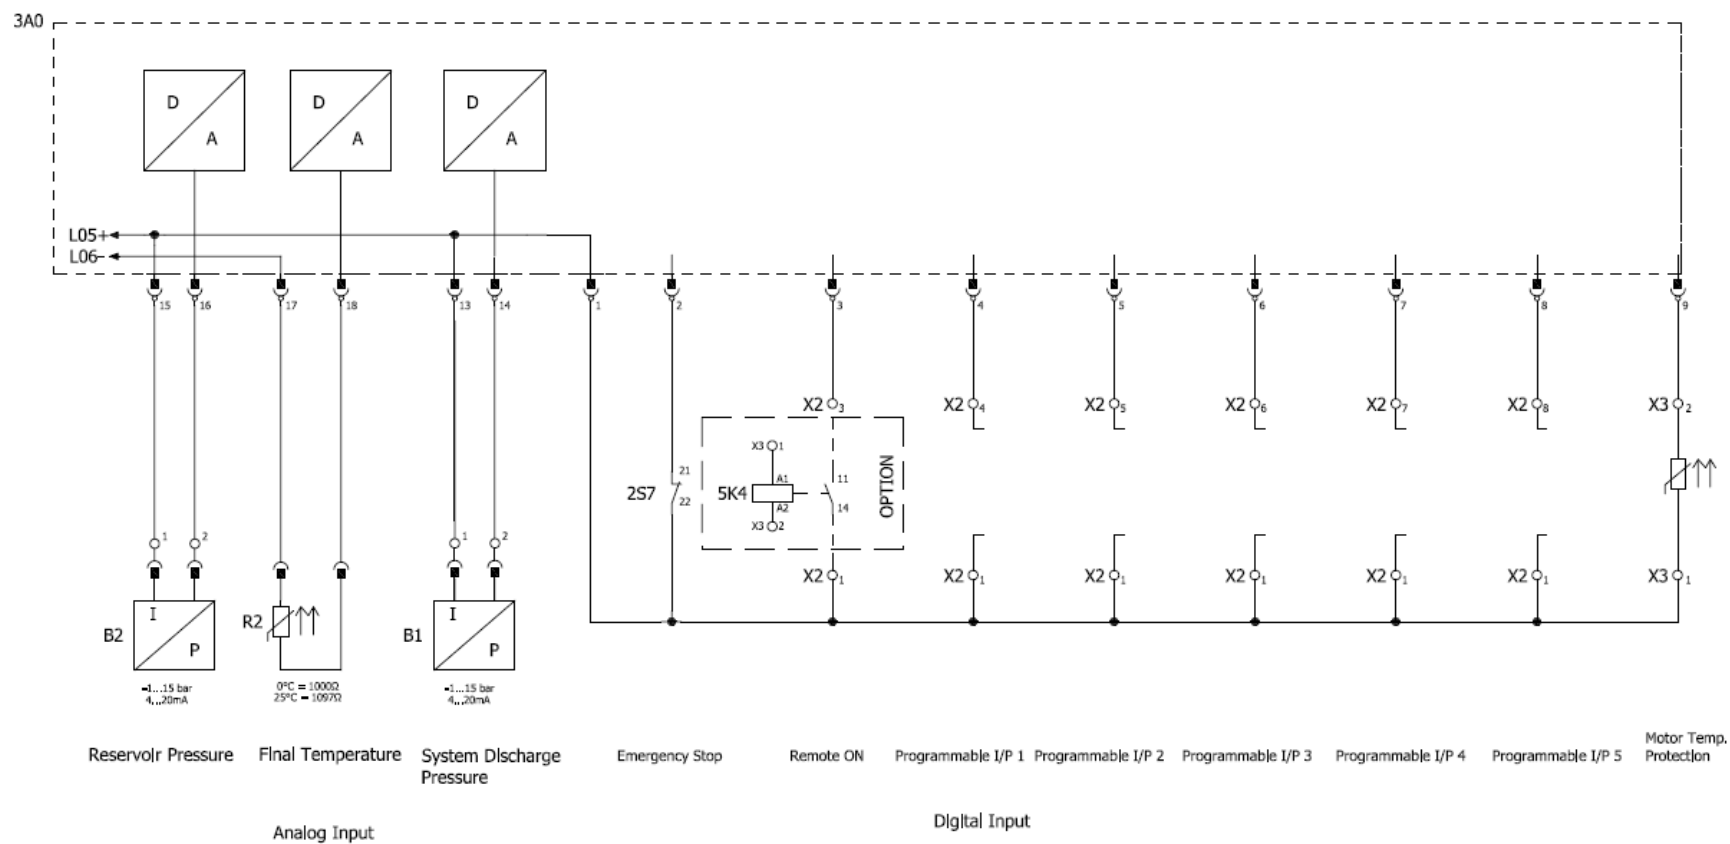 3A0
D
A
D
A
D
A
L05+
L06-
15
16
17
18
13
14
1
2
3
4
5
6
7
8
9
X2 3
X2 4
X2 5
X2 6
X2 7
X2 8
X3 2
X3 1
A1
5K4
A2
X3 2
11
14
OPTION
2S7
21
22
1
2
1
2
X2 1
X2 1
X2 1
X2 1
X2 1
X2 1
X3 1
B2
I
P
R2
B1
I
P
-1...15 bar
4...20mA
0°C = 1000Ω
25°C = 1097Ω
-1...15 bar
4...20mA
Reservoir Pressure
Final Temperature
System Discharge
Pressure
Emergency Stop
Remote ON
Programmable I/P 1
Programmable I/P 2
Programmable I/P 3
Programmable I/P 4
Programmable I/P 5
Motor Temp.
Protection
Analog Input
Digital Input